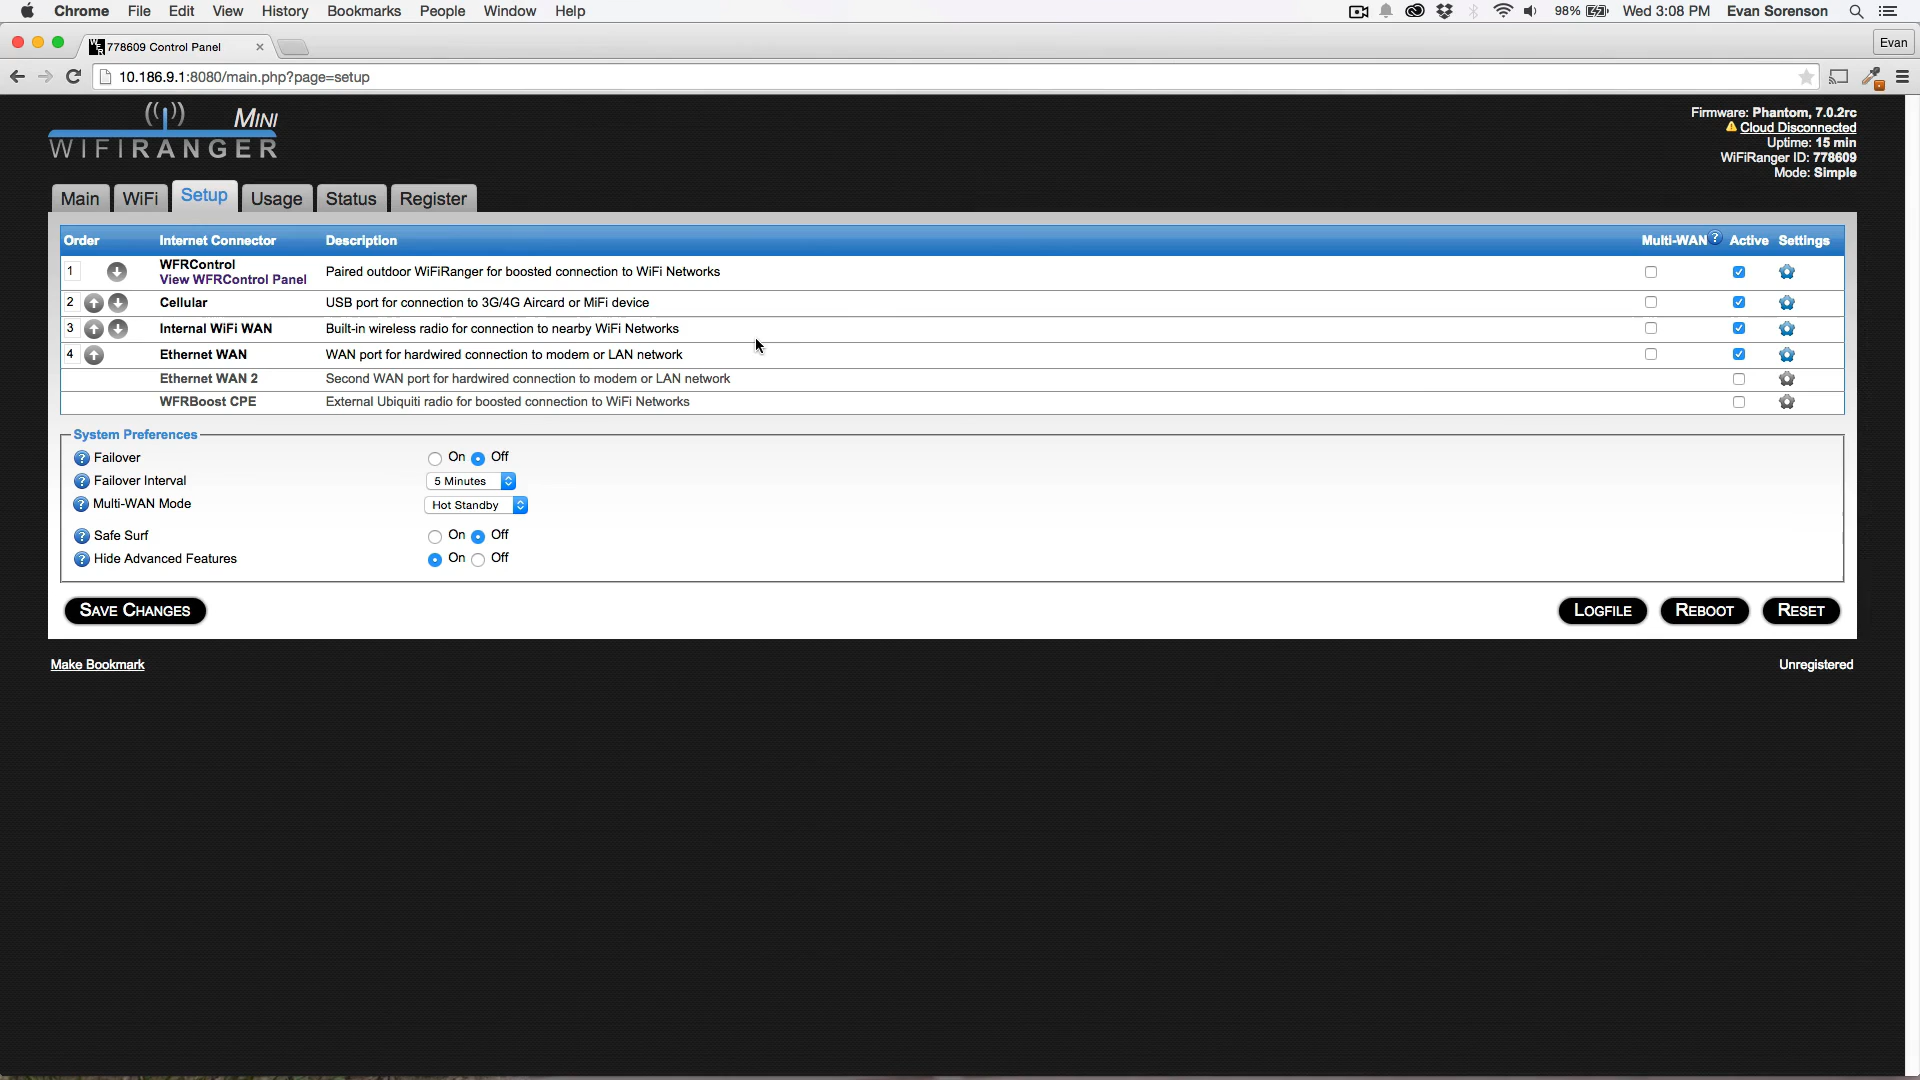 Chrome File Edit View History Bookmarks People Window Help 98% Wed 3:08 PM Evan Sorenson
778609 Control Panel Evan
10.186.9.1:8080/main.php?page=setup
MINI
WIFIRANGER
Firmware: Phantom, 7.0.2rc
Cloud Disconnected
Uptime: 15 min
WiFiRanger ID: 778609
Mode: Simple
Main WiFi Setup Usage Status Register
Order Internet Connector Description Multi-WAN ? Active Settings
1 WFRControl Paired outdoor WiFiRanger for boosted connection to WiFi Networks
View WFRControl Panel
2 Cellular USB port for connection to 3G/4G Aircard or MiFi device
3 Internal WiFi WAN Built-in wireless radio for connection to nearby WiFi Networks
4 Ethernet WAN WAN port for hardwired connection to modem or LAN network
Ethernet WAN 2 Second WAN port for hardwired connection to modem or LAN network
WFRBoost CPE External Ubiquiti radio for boosted connection to WiFi Networks
System Preferences
? Failover On Off
? Failover Interval 5 Minutes
? Multi-WAN Mode Hot Standby
? Safe Surf On Off
? Hide Advanced Features On Off
SAVE CHANGES LOGFILE REBOOT RESET
Make Bookmark Unregistered